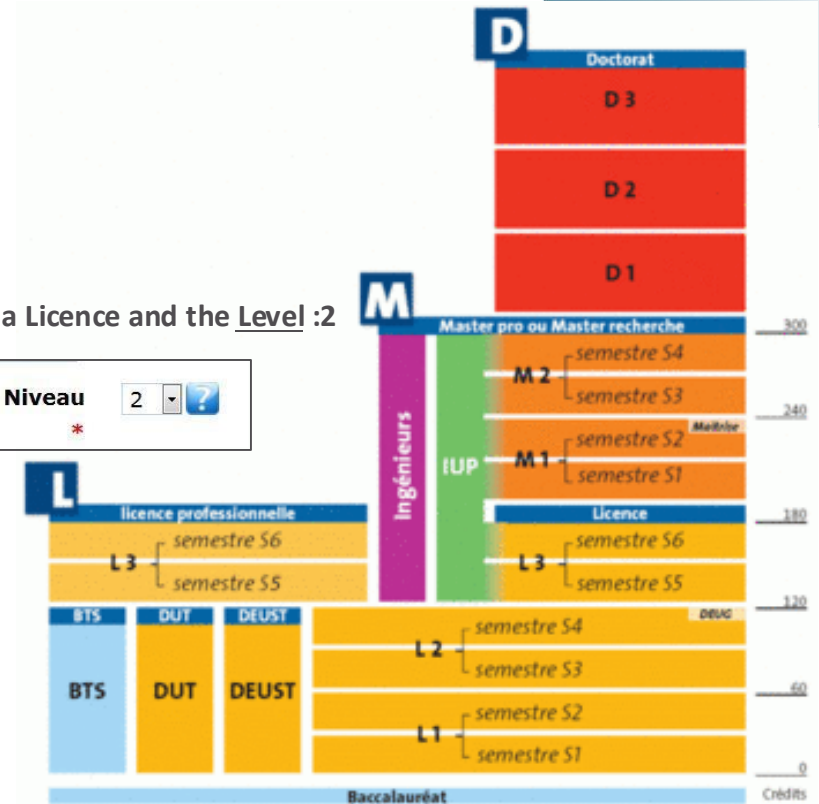 D
Doctorat
D 3
D 2
D 1
a Licence and the Level :2
Niveau 2 ?
*
M
Master pro ou Master recherche
300
semestre S4
M 2
semestre S3
240
Maîtrise
semestre S2
M 1
semestre S1
Ingénieurs
IUP
L
licence professionnelle
Licence
180
semestre S6
L 3
semestre S5
semestre S6
L 3
semestre S5
120
BTS
DUT
DEUST
DEUG
BTS
DUT
DEUST
semestre S4
L 2
semestre S3
60
semestre S2
L 1
semestre S1
0
Baccalauréat
Crédits